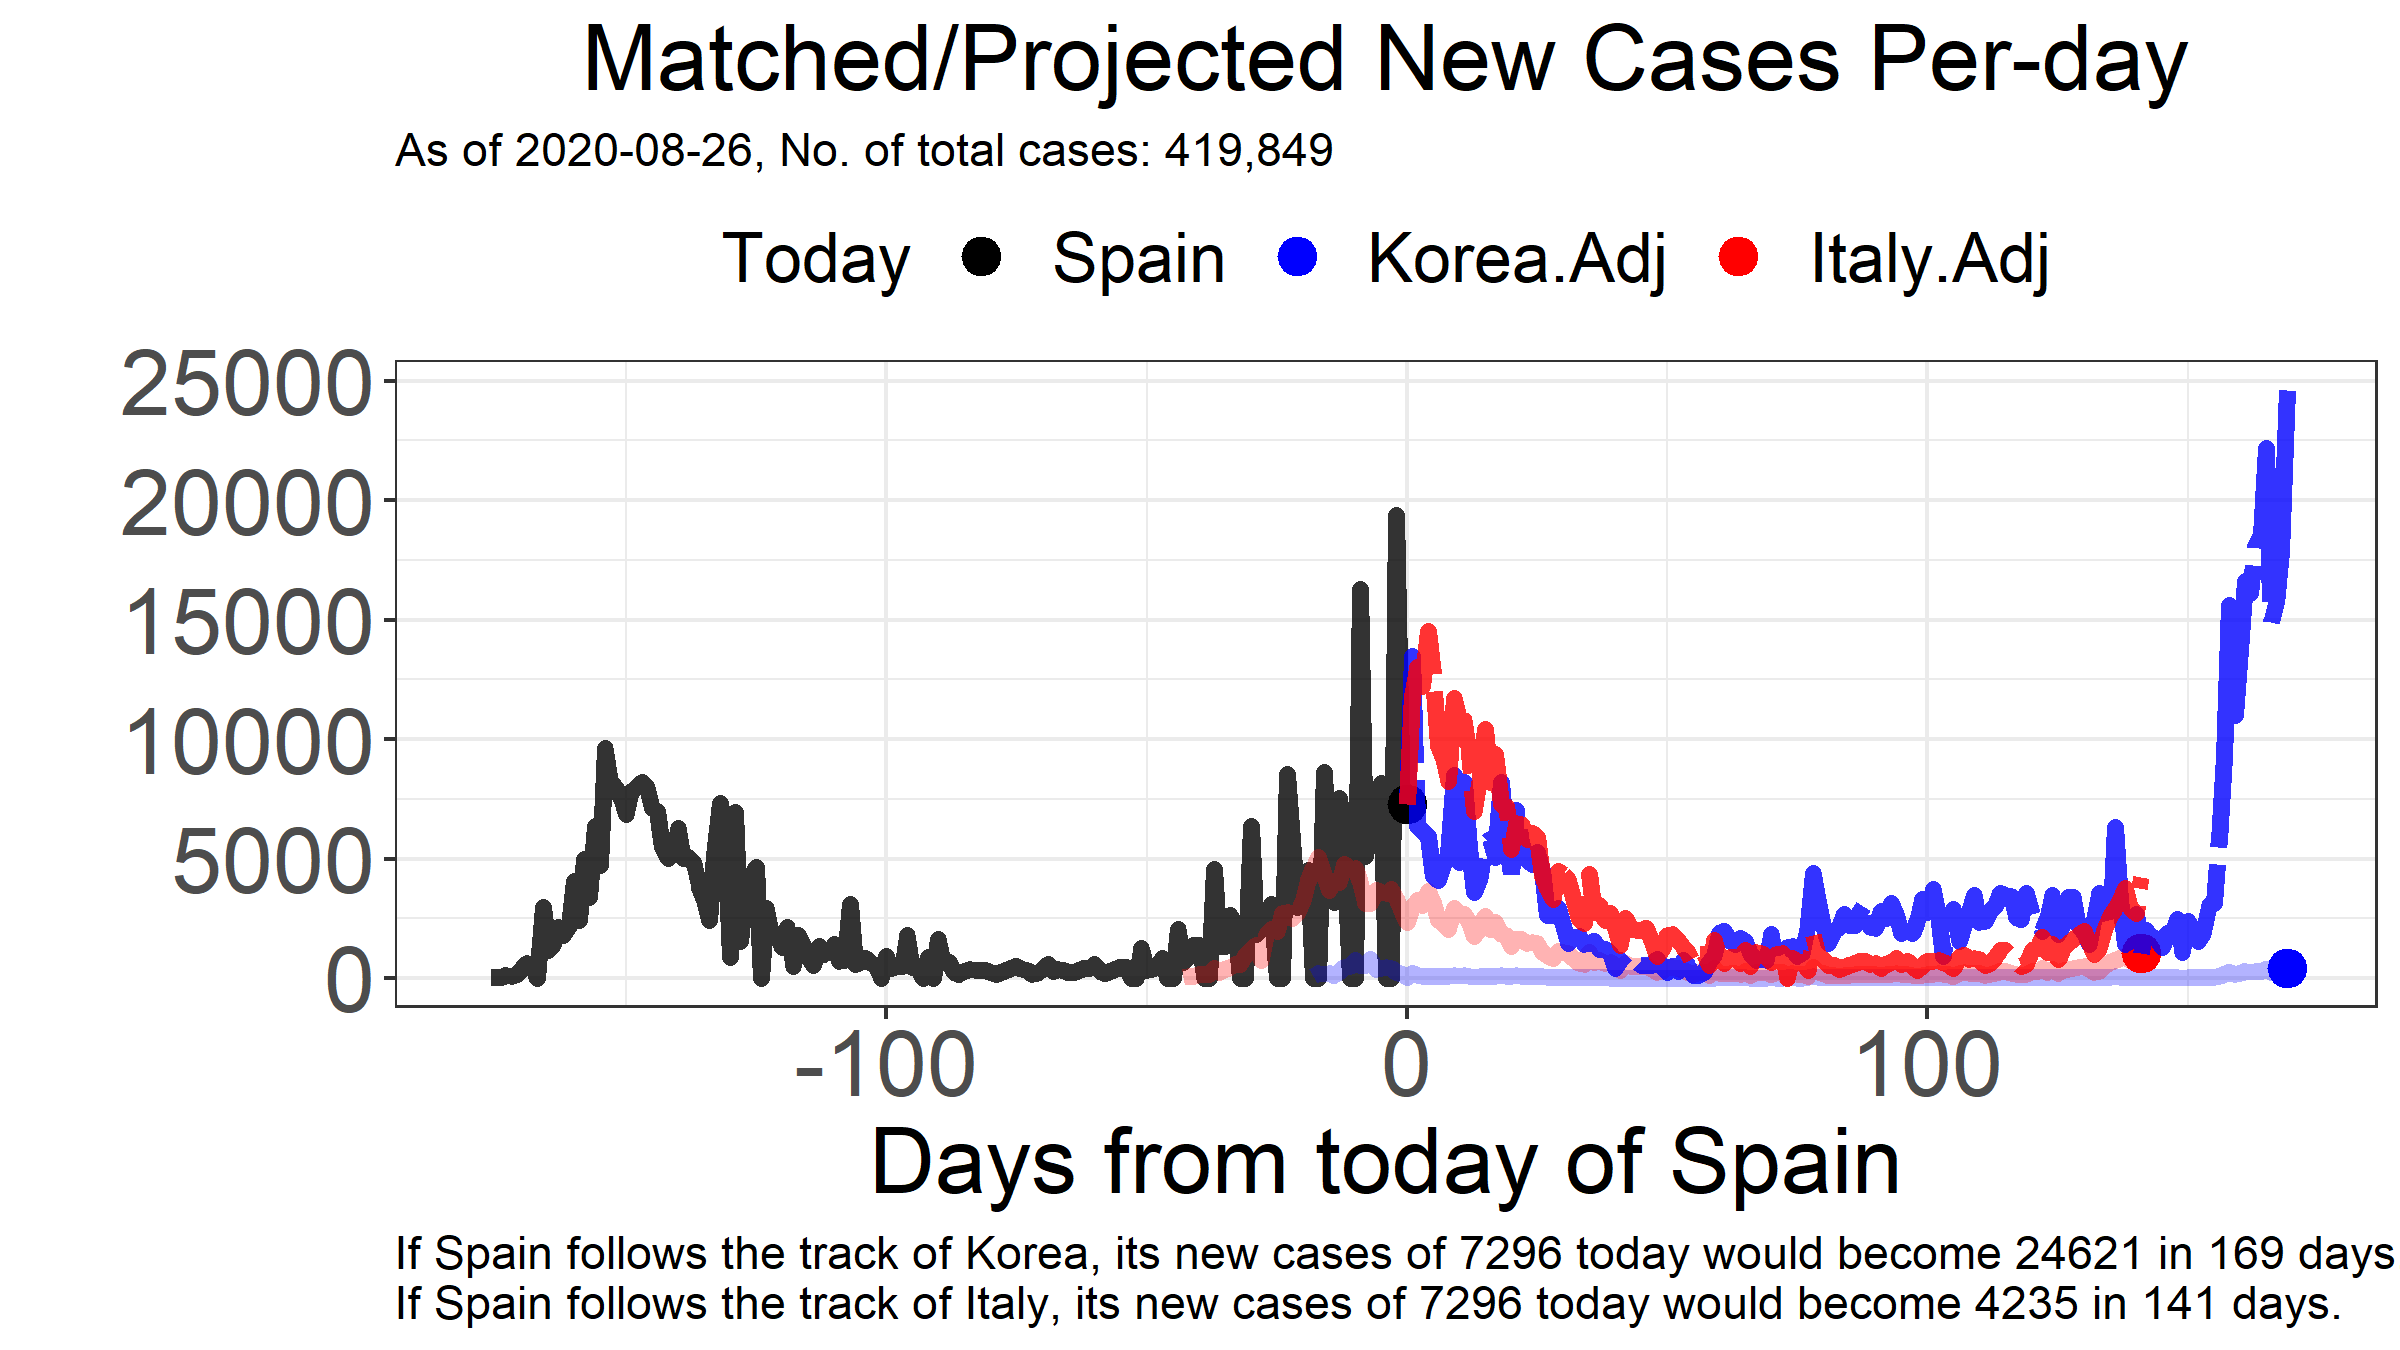 Matched/Projected New Cases Per-day
As of 2020-08-26, No. of total cases: 419,849
Today Spain Korea.Adj Italy.Adj
25000
20000
15000
10000
5000
0
-100 0 100
Days from today of Spain
If Spain follows the track of Korea, its new cases of 7296 today would become 24621 in 169 days
If Spain follows the track of Italy, its new cases of 7296 today would become 4235 in 141 days.